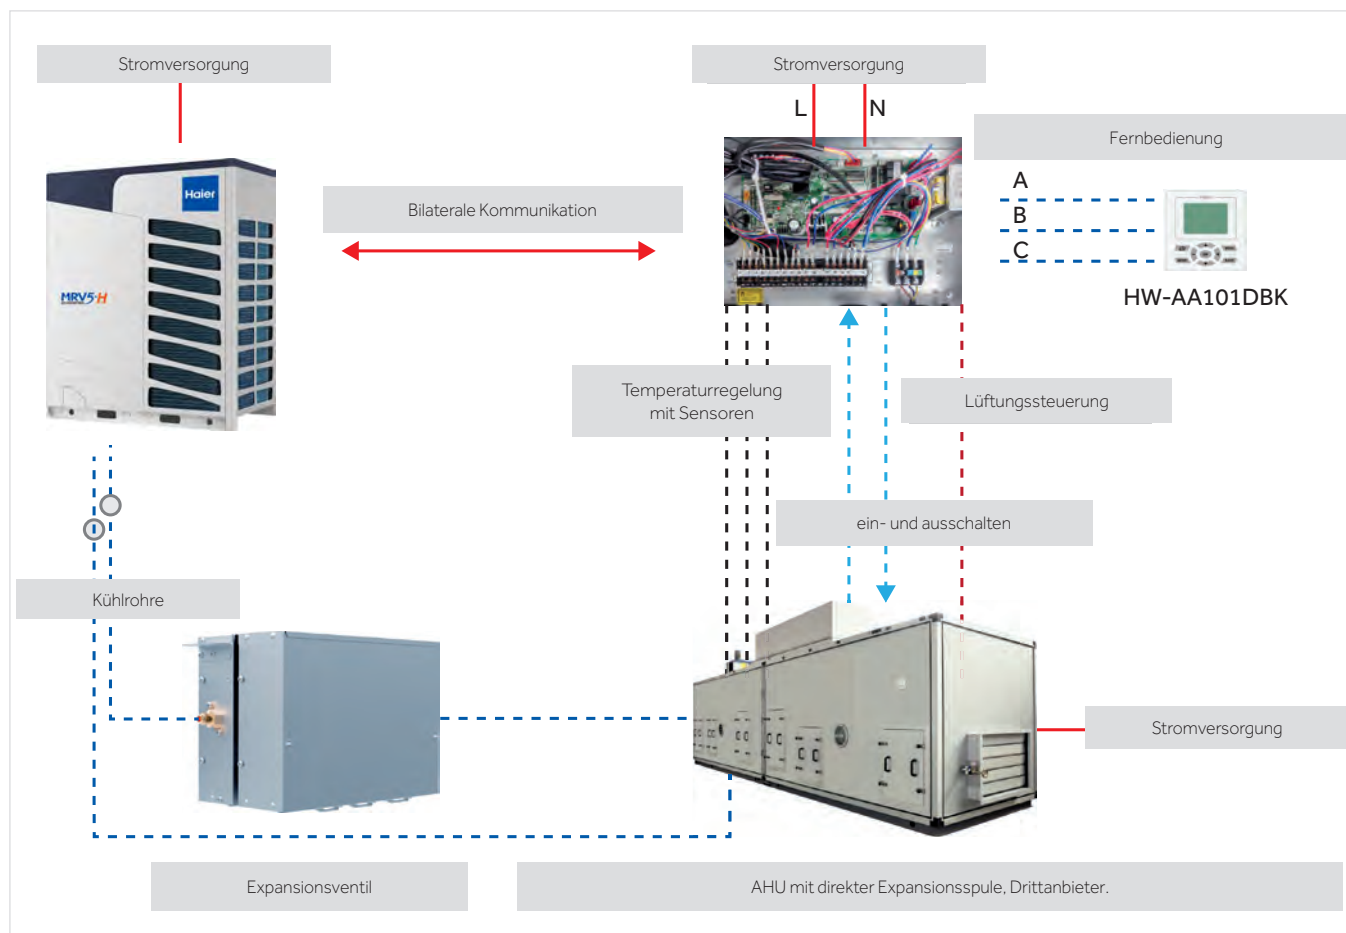 Stromversorgung
Stromversorgung
L
N
Fernbedienung
Haier
A
Bilaterale Kommunikation
B
C
MRV5-H
HW-AA101DBK
Temperaturregelung
mit Sensoren
Lüftungssteuerung
ein- und ausschalten
Kühlrohre
Stromversorgung
Expansionsventil
AHU mit direkter Expansionsspule, Drittanbieter.